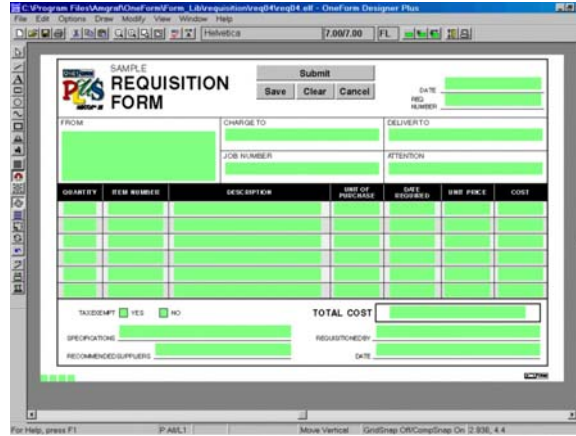 C:\Program Files\Amgraf\OneForm\Form_Lib\requisition\req04\req04.elf - OneForm Designer Plus
File Edit Options Draw Modify View Window Help
Helvetica 7.00/7.00 FL
SAMPLE
REQUISITION
FORM
PLUS
Submit
Save Clear Cancel
DATE
REQ
NUMBER
FROM CHARGE TO DELIVER TO
JOB NUMBER ATTENTION
QUANTITY ITEM NUMBER DESCRIPTION UNIT OF PURCHASE DATE REQUIRED UNIT PRICE COST
TAX EXEMPT YES NO TOTAL COST
SPECIFICATIONS REQUISITIONED BY
RECOMMENDED SUPPLIERS DATE
For Help, press F1 P:A6/L1 Move Vertical GridSnap Off/CompSnap On